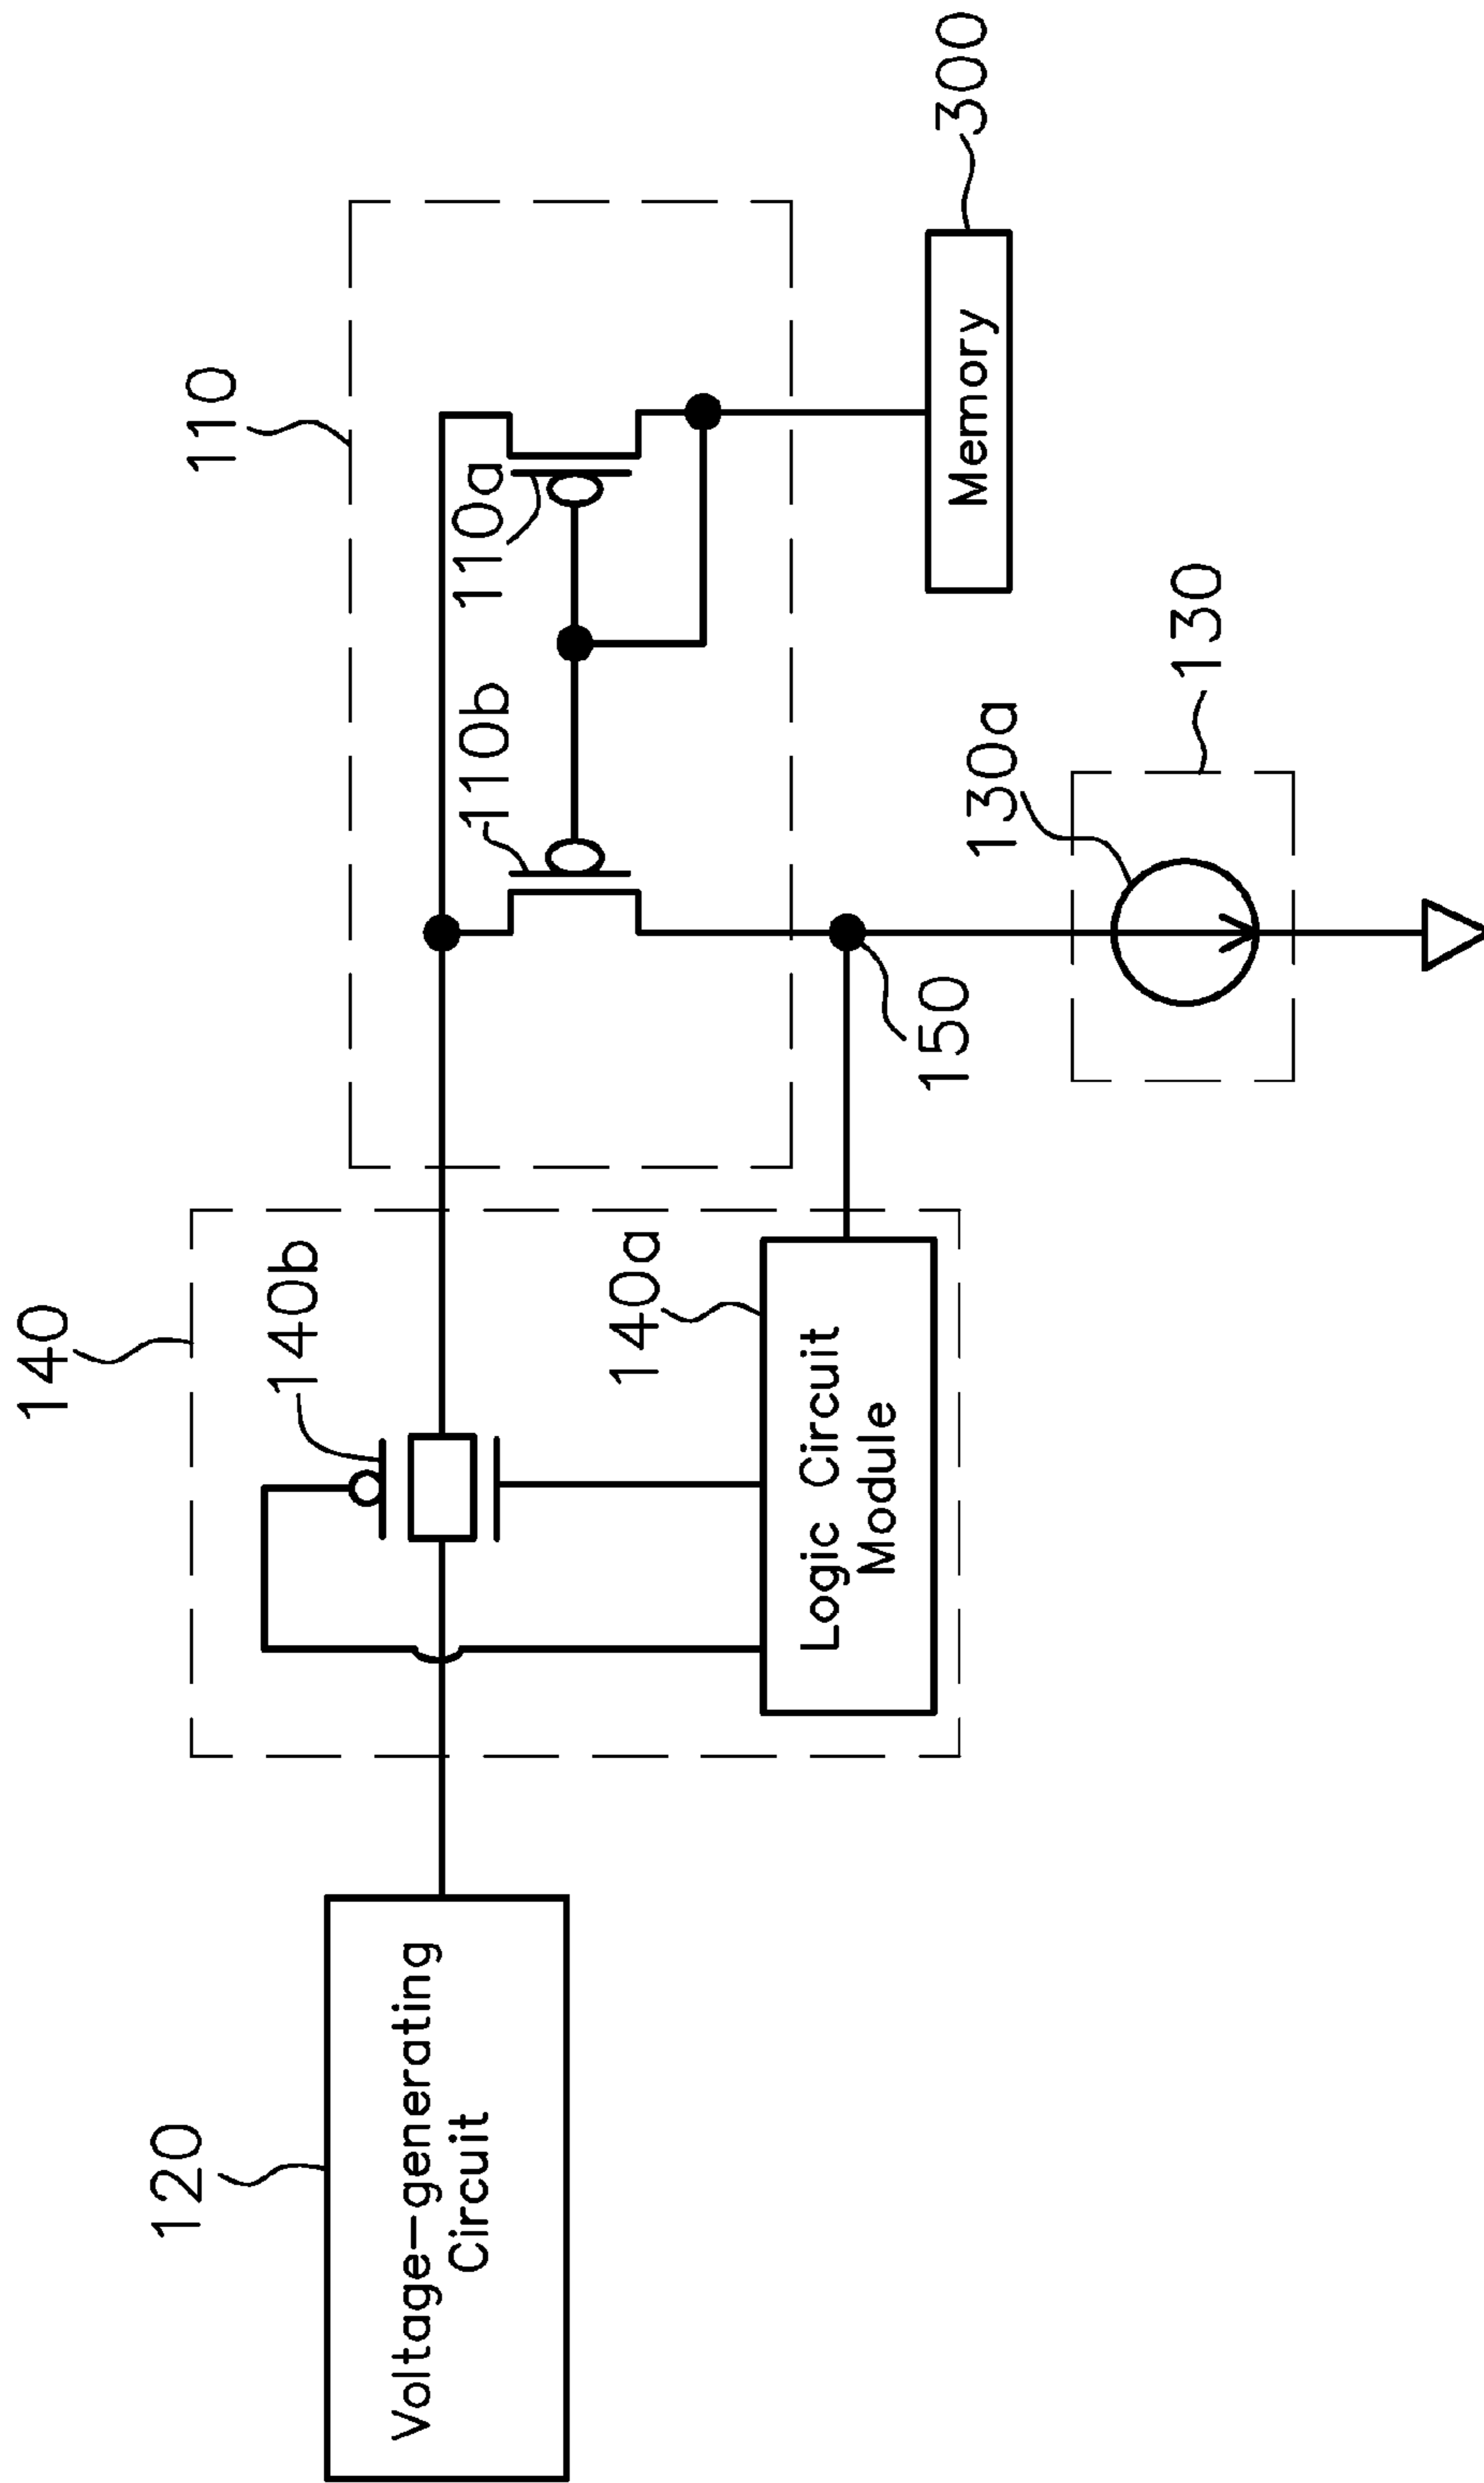 140
110
120
140b
110b
110a
Voltage-generating
Circuit
140a
Logic Circuit
Module
150
130a
130
Memory
300